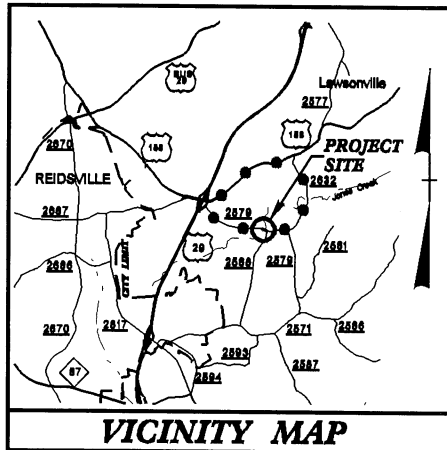 BUS
29
Lawsonville
2577
158
158
PROJECT
SITE
2670
REIDSVILLE
2632
Jones Creek
2687
2579
2581
29
2588
2579
2686
CITY LIMIT
2670
2617
2571
2586
2593
2587
87
2594
VICINITY MAP